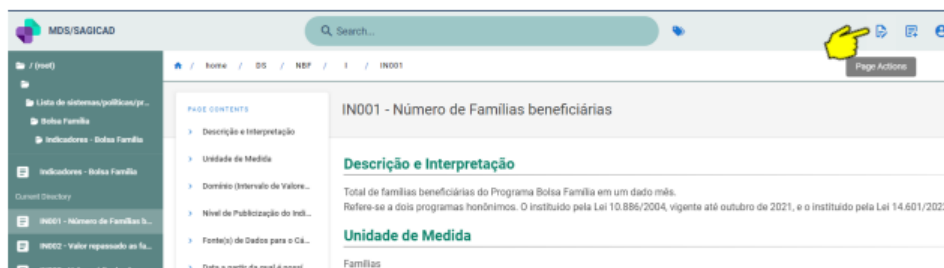 MDS/SAGICAD
Search...
/ (root)
/ home / DS / NBF / I / IN001
Page Actions
Lista de sistemas/políticas/pr...
Bolsa Família
Indicadores - Bolsa Família
Indicadores - Bolsa Família
Current Directory
IN001 - Número de Famílias b...
IN002 - Valor repassado as fa...
PAGE CONTENTS
Descrição e Interpretação
Unidade de Medida
Domínio (Intervalo de Valore...
Nível de Publicização do Indi...
Fonte(s) de Dados para o Cá...
IN001 - Número de Famílias beneficiárias
Descrição e Interpretação
Total de famílias beneficiárias do Programa Bolsa Família em um dado mês.
Refere-se a dois programas honônimos. O instituído pela Lei 10.886/2004, vigente até outubro de 2021, e o instituído pela Lei 14.601/202
Unidade de Medida
Famílias